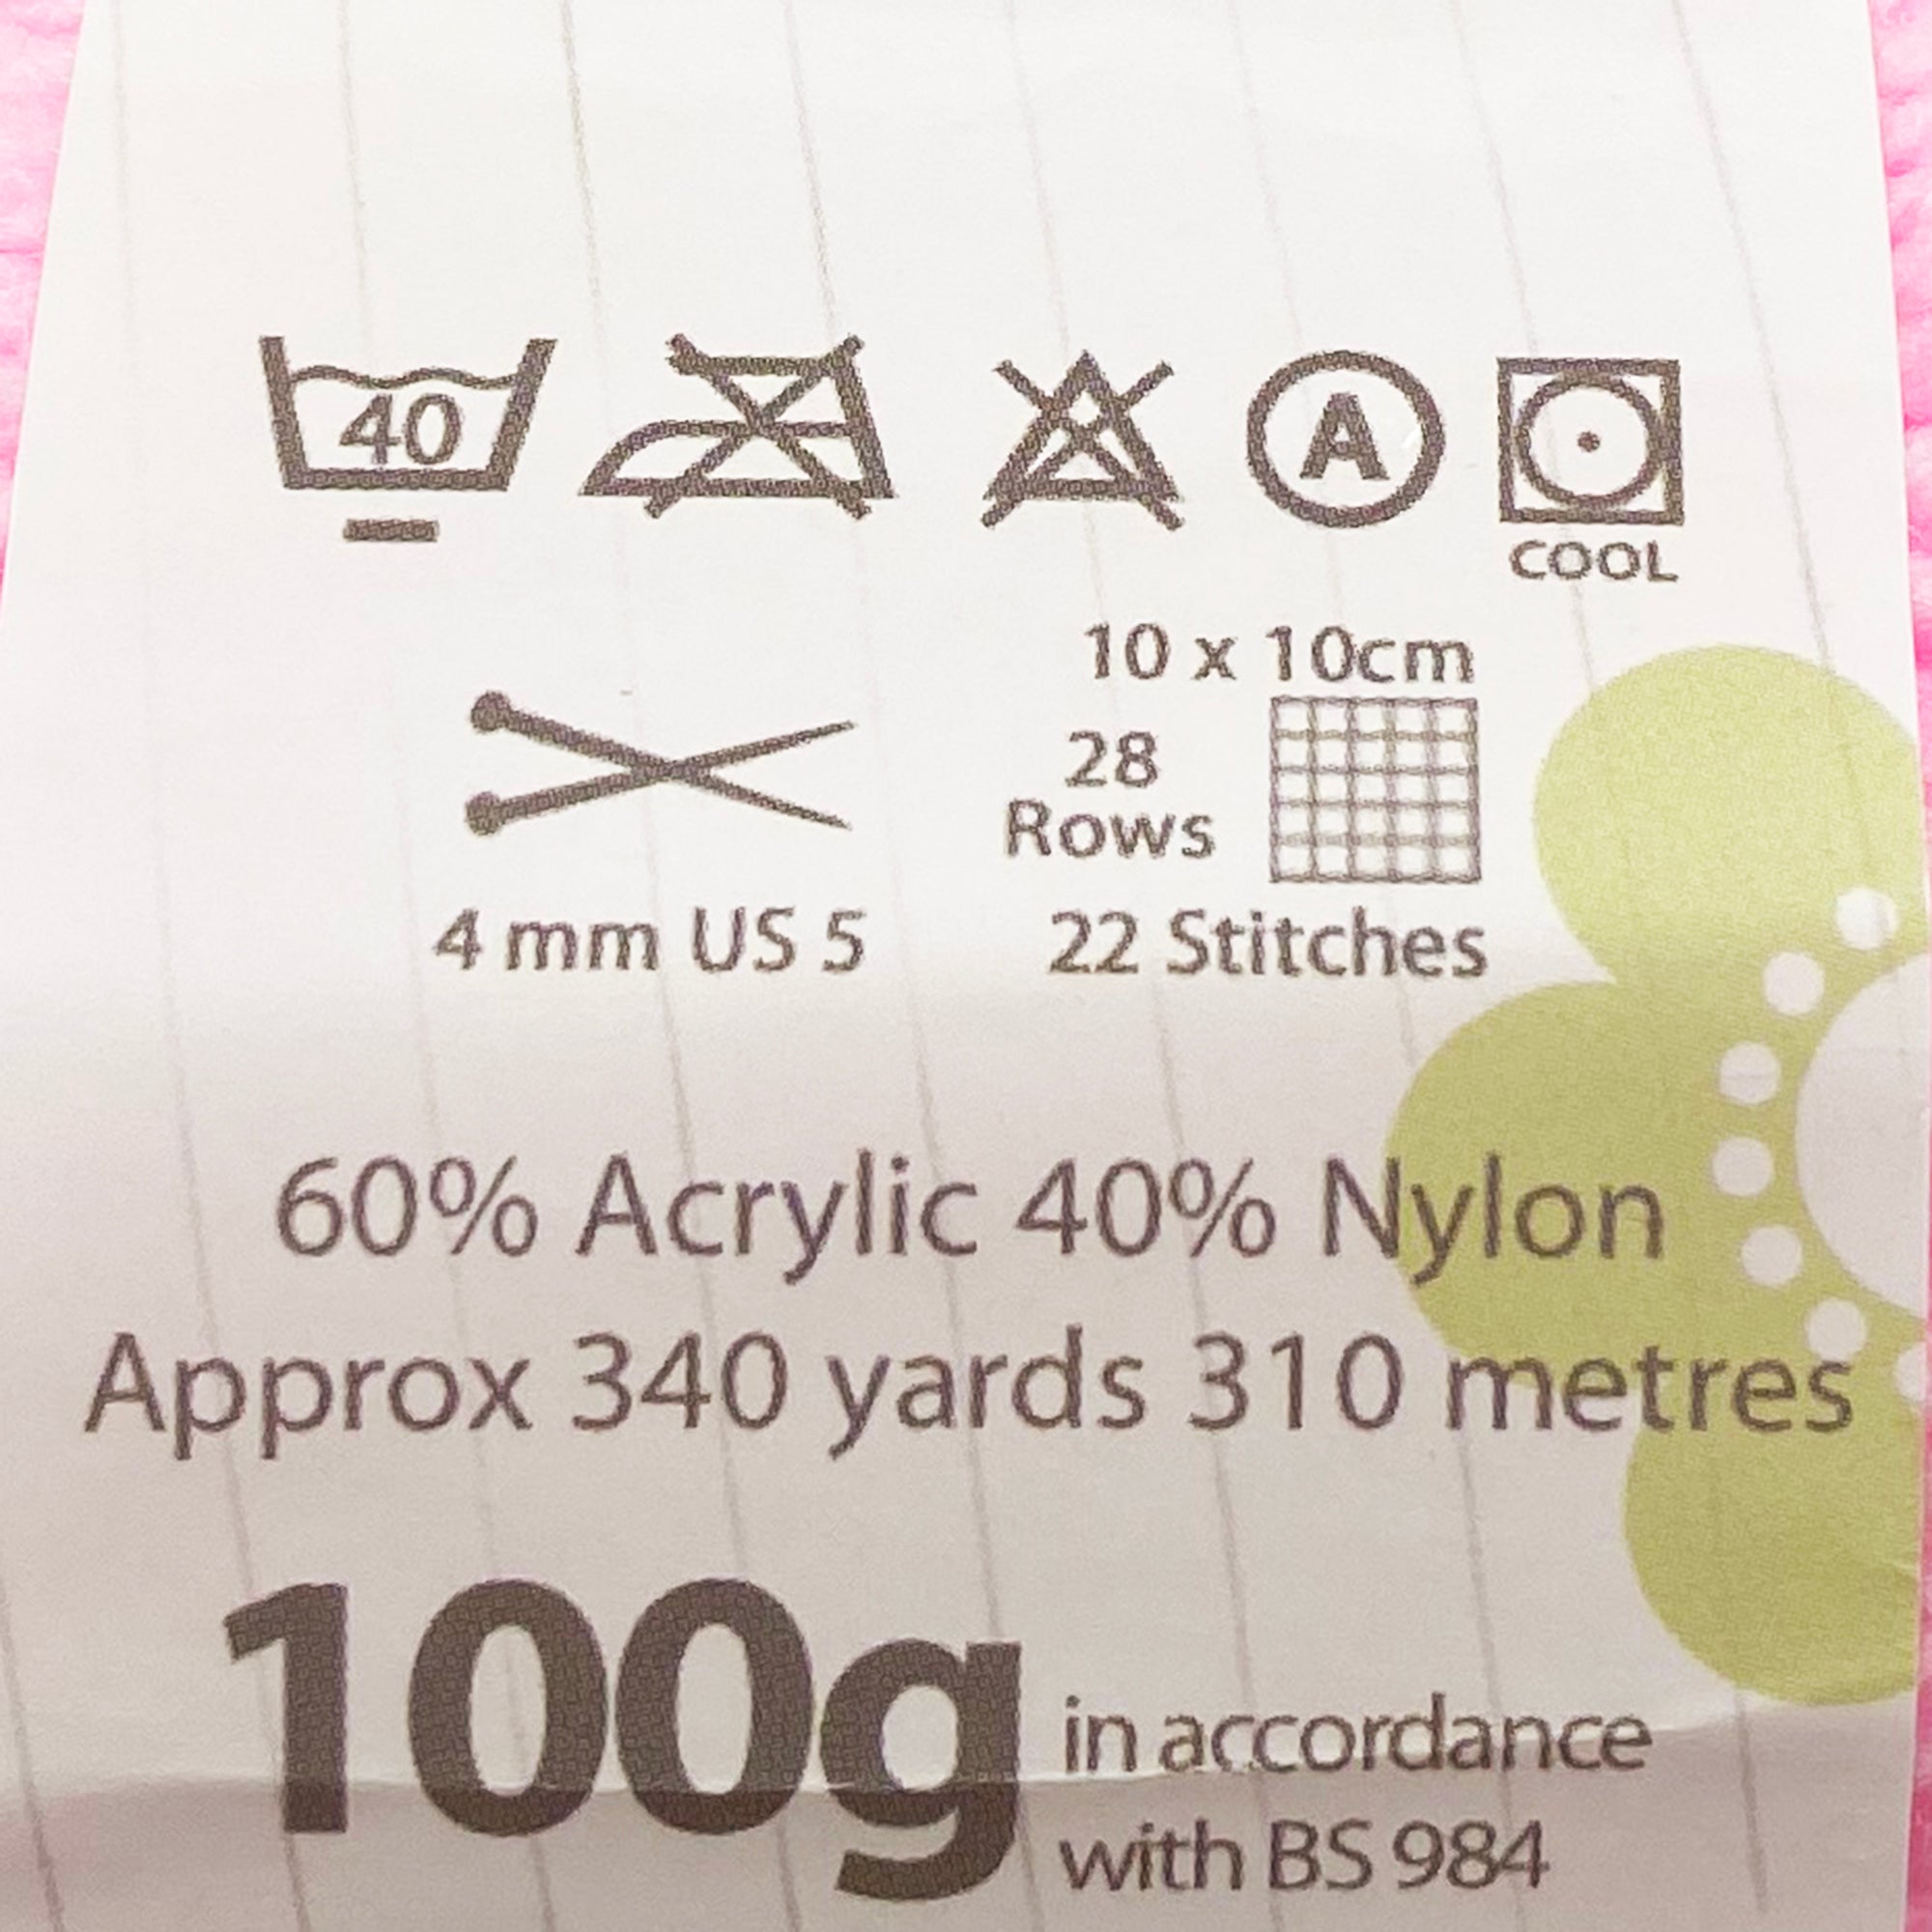 40
A
COOL
10 x 10cm
28
Rows
4 mm US 5
22 Stitches
60% Acrylic 40% Nylon
Approx 340 yards 310 metres
100g
in accordance
with BS 984